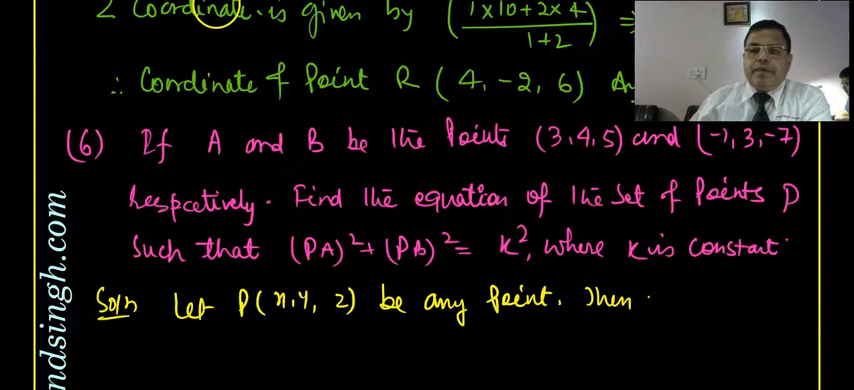 Z Coordinate is given by (1×10+2×4 / 1+2) ⇒
∴ Coordinate of Point R (4, -2, 6) An
(6) If A and B be the Points (3,4,5) and (-1, 3, -7)
Respectively. Find the equation of the set of Points P
Such that (PA)²+(PB)² = K², where K is constant.
Soln Let P(x, y, z) be any Point. Then
ndsingh.com